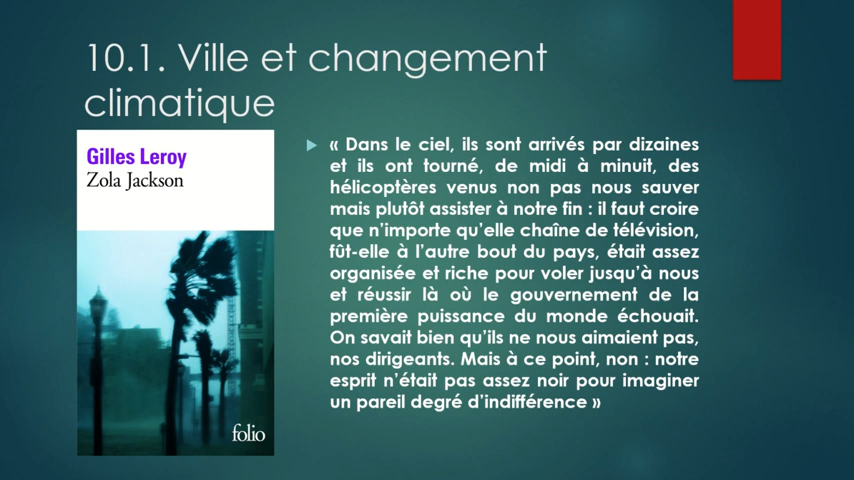 10.1. Ville et changement
climatique
Gilles Leroy
Zola Jackson
folio
« Dans le ciel, ils sont arrivés par dizaines
et ils ont tourné, de midi à minuit, des
hélicoptères venus non pas nous sauver
mais plutôt assister à notre fin : il faut croire
que n’importe qu’elle chaîne de télévision,
fût-elle à l’autre bout du pays, était assez
organisée et riche pour voler jusqu’à nous
et réussir là où le gouvernement de la
première puissance du monde échouait.
On savait bien qu’ils ne nous aimaient pas,
nos dirigeants. Mais à ce point, non : notre
esprit n’était pas assez noir pour imaginer
un pareil degré d’indifférence »